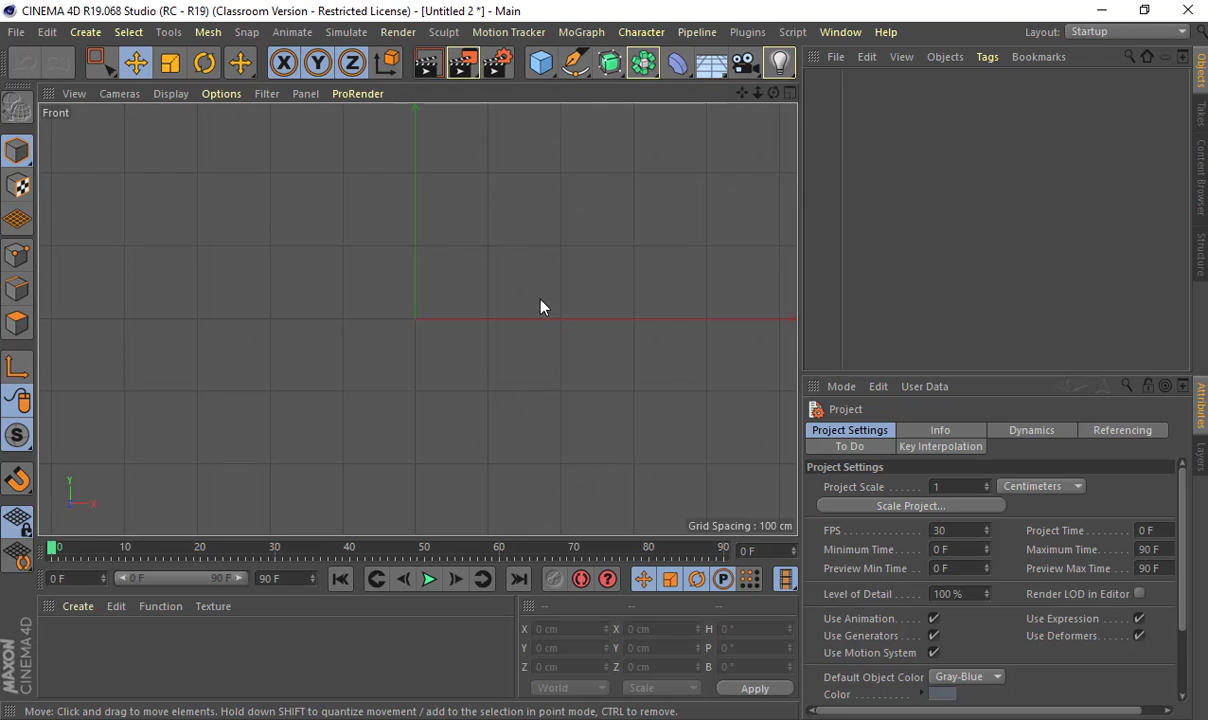 CINEMA 4D R19.068 Studio (RC - R19) (Classroom Version - Restricted License) - [Untitled 2 *] - Main
File Edit Create Select Tools Mesh Snap Animate Simulate Render Sculpt Motion Tracker MoGraph Character Pipeline Plugins Script Window Help Layout: Startup
X Y Z
File Edit View Objects Tags Bookmarks
View Cameras Display Options Filter Panel ProRender
Front
Objects
Takes
Content Browser
Structure
Y
X
Z
Grid Spacing : 100 cm
0 10 20 30 40 50 60 70 80 90 0 F
0 F 0 F 90 F 90 F
Create Edit Function Texture
-- -- --
X 0 cm X 0 cm H 0 °
Y 0 cm Y 0 cm P 0 °
Z 0 cm Z 0 cm B 0 °
World Scale Apply
MAXON
CINEMA 4D
Move: Click and drag to move elements. Hold down SHIFT to quantize movement / add to the selection in point mode, CTRL to remove.
Mode Edit User Data
Attributes
Layers
Project
Project Settings Info Dynamics Referencing
To Do Key Interpolation
Project Settings
Project Scale . . . . . . 1 Centimeters
Scale Project...
FPS 30 Project Time 0 F
Minimum Time 0 F Maximum Time. 90 F
Preview Min Time 0 F Preview Max Time 90 F
Level of Detail 100 % Render LOD in Editor
Use Animation. Use Expression
Use Generators Use Deformers.
Use Motion System
Default Object Color Gray-Blue
Color